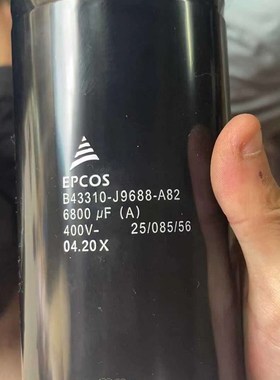 EPCOS
B43310-J9688-A82
6800 µF (A)
400V- 25/085/56
04.20 X